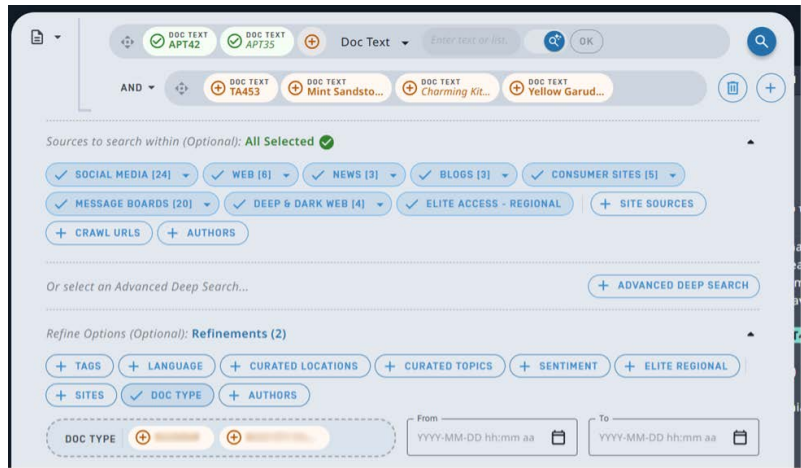 DOC TEXT DOC TEXT
APT42 APT35 Doc Text Enter text or list. OK
AND DOC TEXT DOC TEXT DOC TEXT DOC TEXT
TA453 Mint Sandsto... Charming Kit... Yellow Garud...
Sources to search within (Optional): All Selected
SOCIAL MEDIA [24] WEB [6] NEWS [3] BLOGS [3] CONSUMER SITES [5]
MESSAGE BOARDS [20] DEEP & DARK WEB [4] ELITE ACCESS - REGIONAL SITE SOURCES
CRAWL URLS AUTHORS
Or select an Advanced Deep Search... ADVANCED DEEP SEARCH
Refine Options (Optional): Refinements (2)
TAGS LANGUAGE CURATED LOCATIONS CURATED TOPICS SENTIMENT ELITE REGIONAL
SITES DOC TYPE AUTHORS
From To
DOC TYPE YYYY-MM-DD hh:mm aa YYYY-MM-DD hh:mm aa